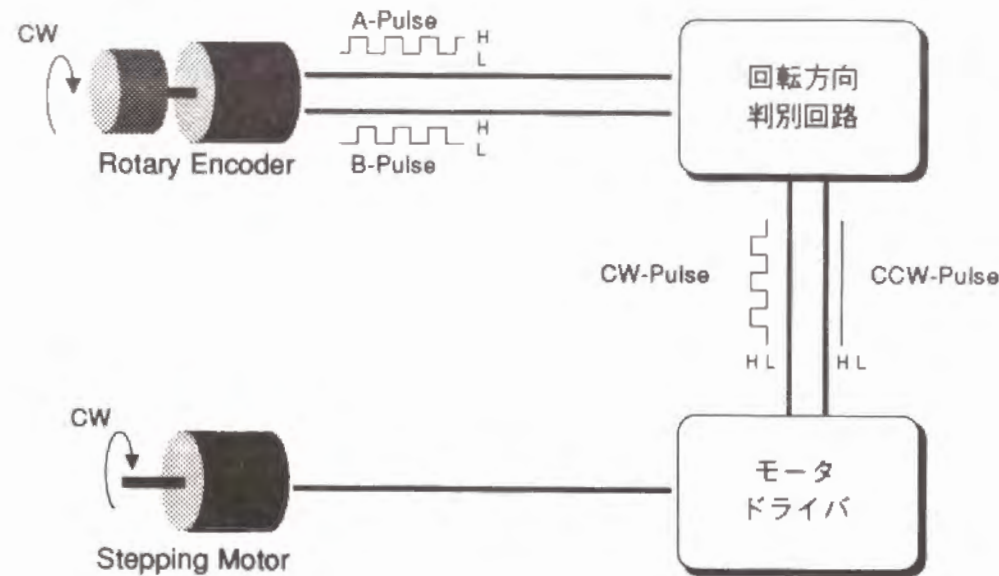 CW
A-Pulse
H
L
H
L
B-Pulse
Rotary Encoder
回転方向
判別回路
CW-Pulse
CCW-Pulse
H L
H L
CW
Stepping Motor
モータ
ドライバ